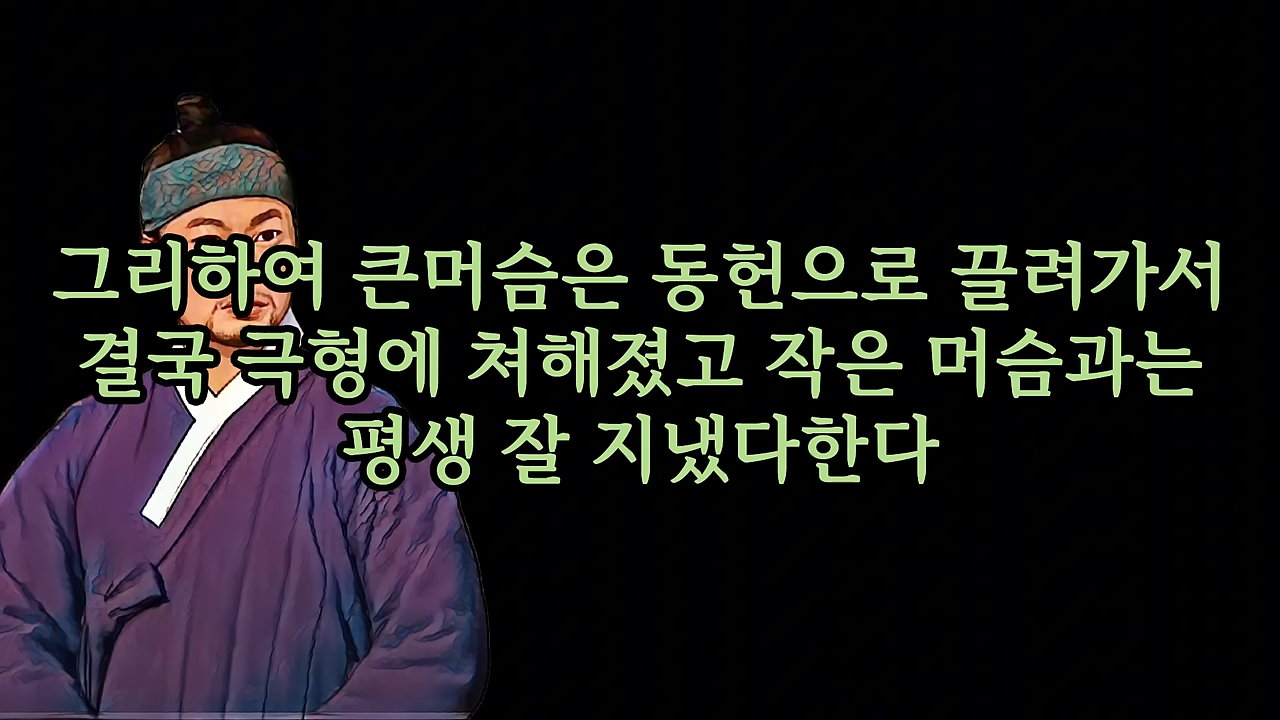 그리하여 큰머슴은 동헌으로 끌려가서
결국 극형에 쳐해졌고 작은 머슴과는
평생 잘 지냈다한다